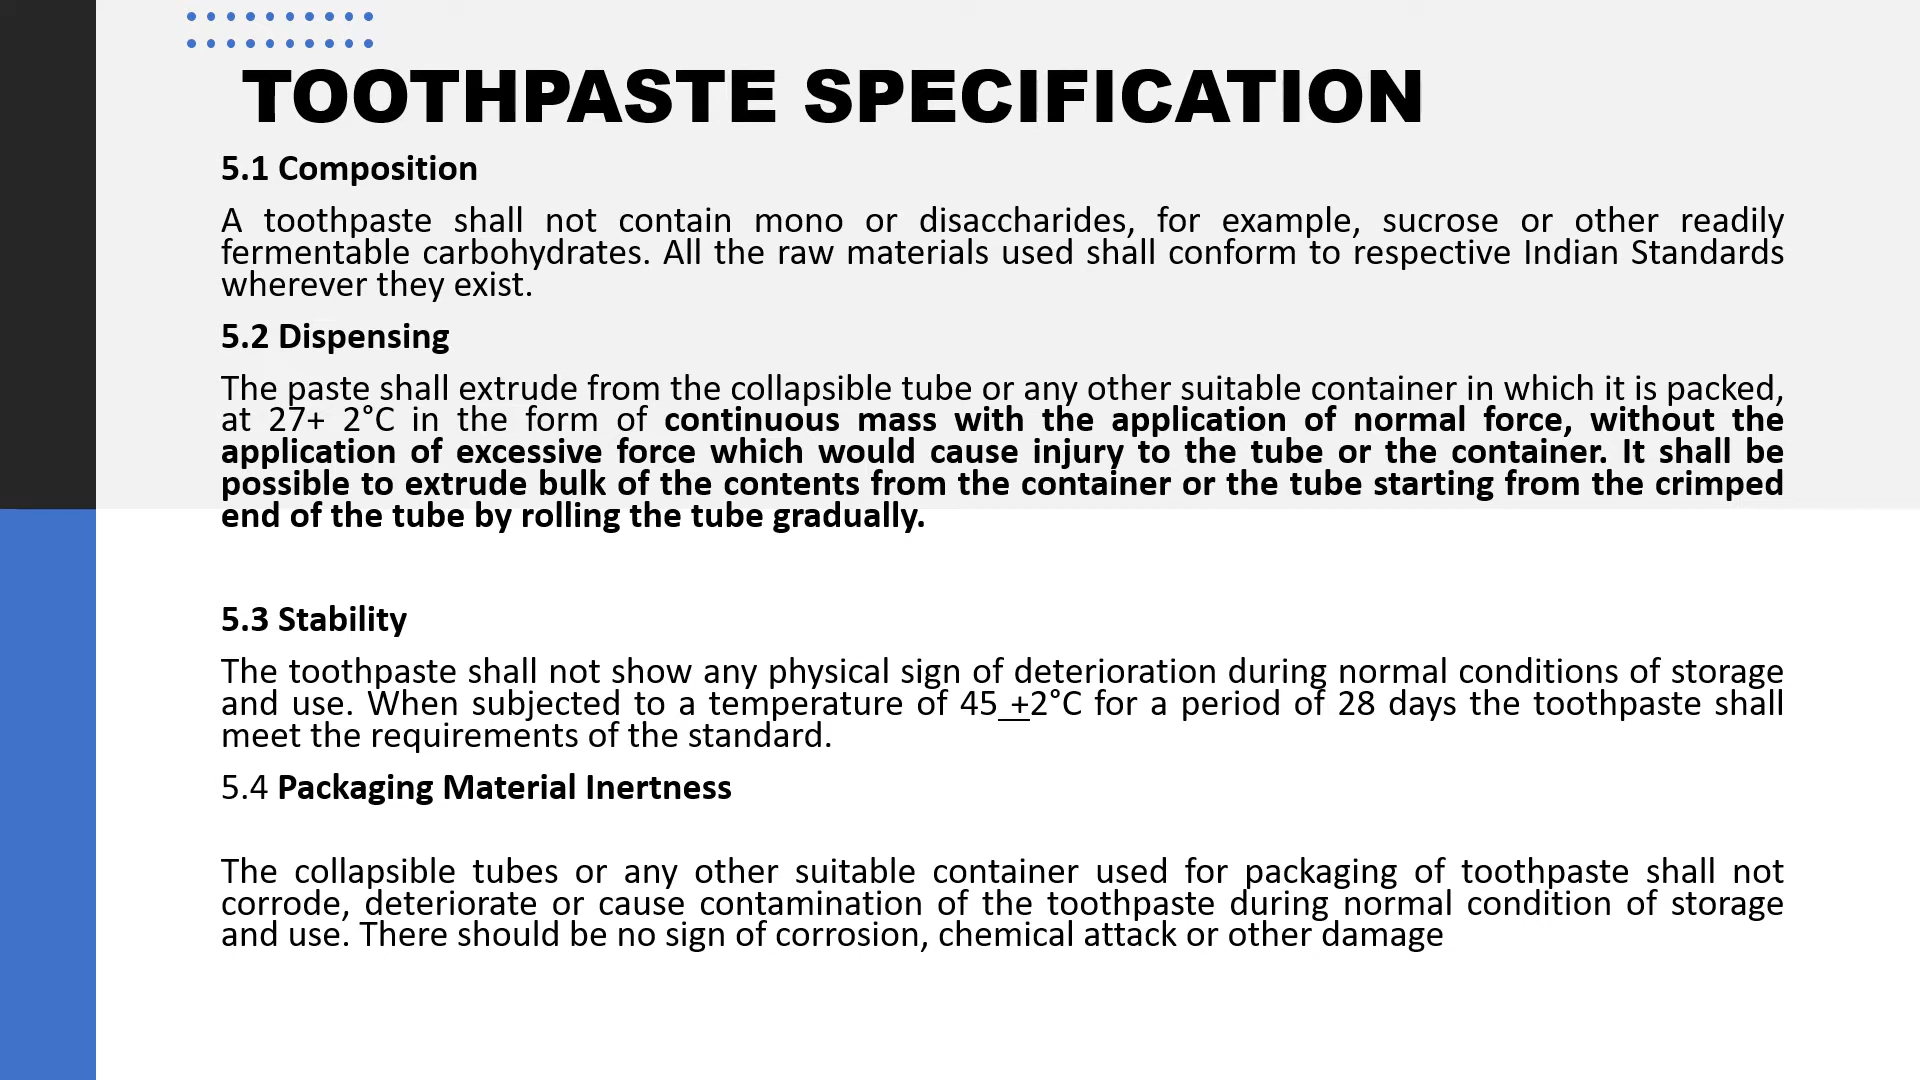 TOOTHPASTE SPECIFICATION
5.1 Composition
A toothpaste shall not contain mono or disaccharides, for example, sucrose or other readily
fermentable carbohydrates. All the raw materials used shall conform to respective Indian Standards
wherever they exist.
5.2 Dispensing
The paste shall extrude from the collapsible tube or any other suitable container in which it is packed,
at 27+ 2°C in the form of continuous mass with the application of normal force, without the
application of excessive force which would cause injury to the tube or the container. It shall be
possible to extrude bulk of the contents from the container or the tube starting from the crimped
end of the tube by rolling the tube gradually.
5.3 Stability
The toothpaste shall not show any physical sign of deterioration during normal conditions of storage
and use. When subjected to a temperature of 45 +2°C for a period of 28 days the toothpaste shall
meet the requirements of the standard.
5.4 Packaging Material Inertness
The collapsible tubes or any other suitable container used for packaging of toothpaste shall not
corrode, deteriorate or cause contamination of the toothpaste during normal condition of storage
and use. There should be no sign of corrosion, chemical attack or other damage